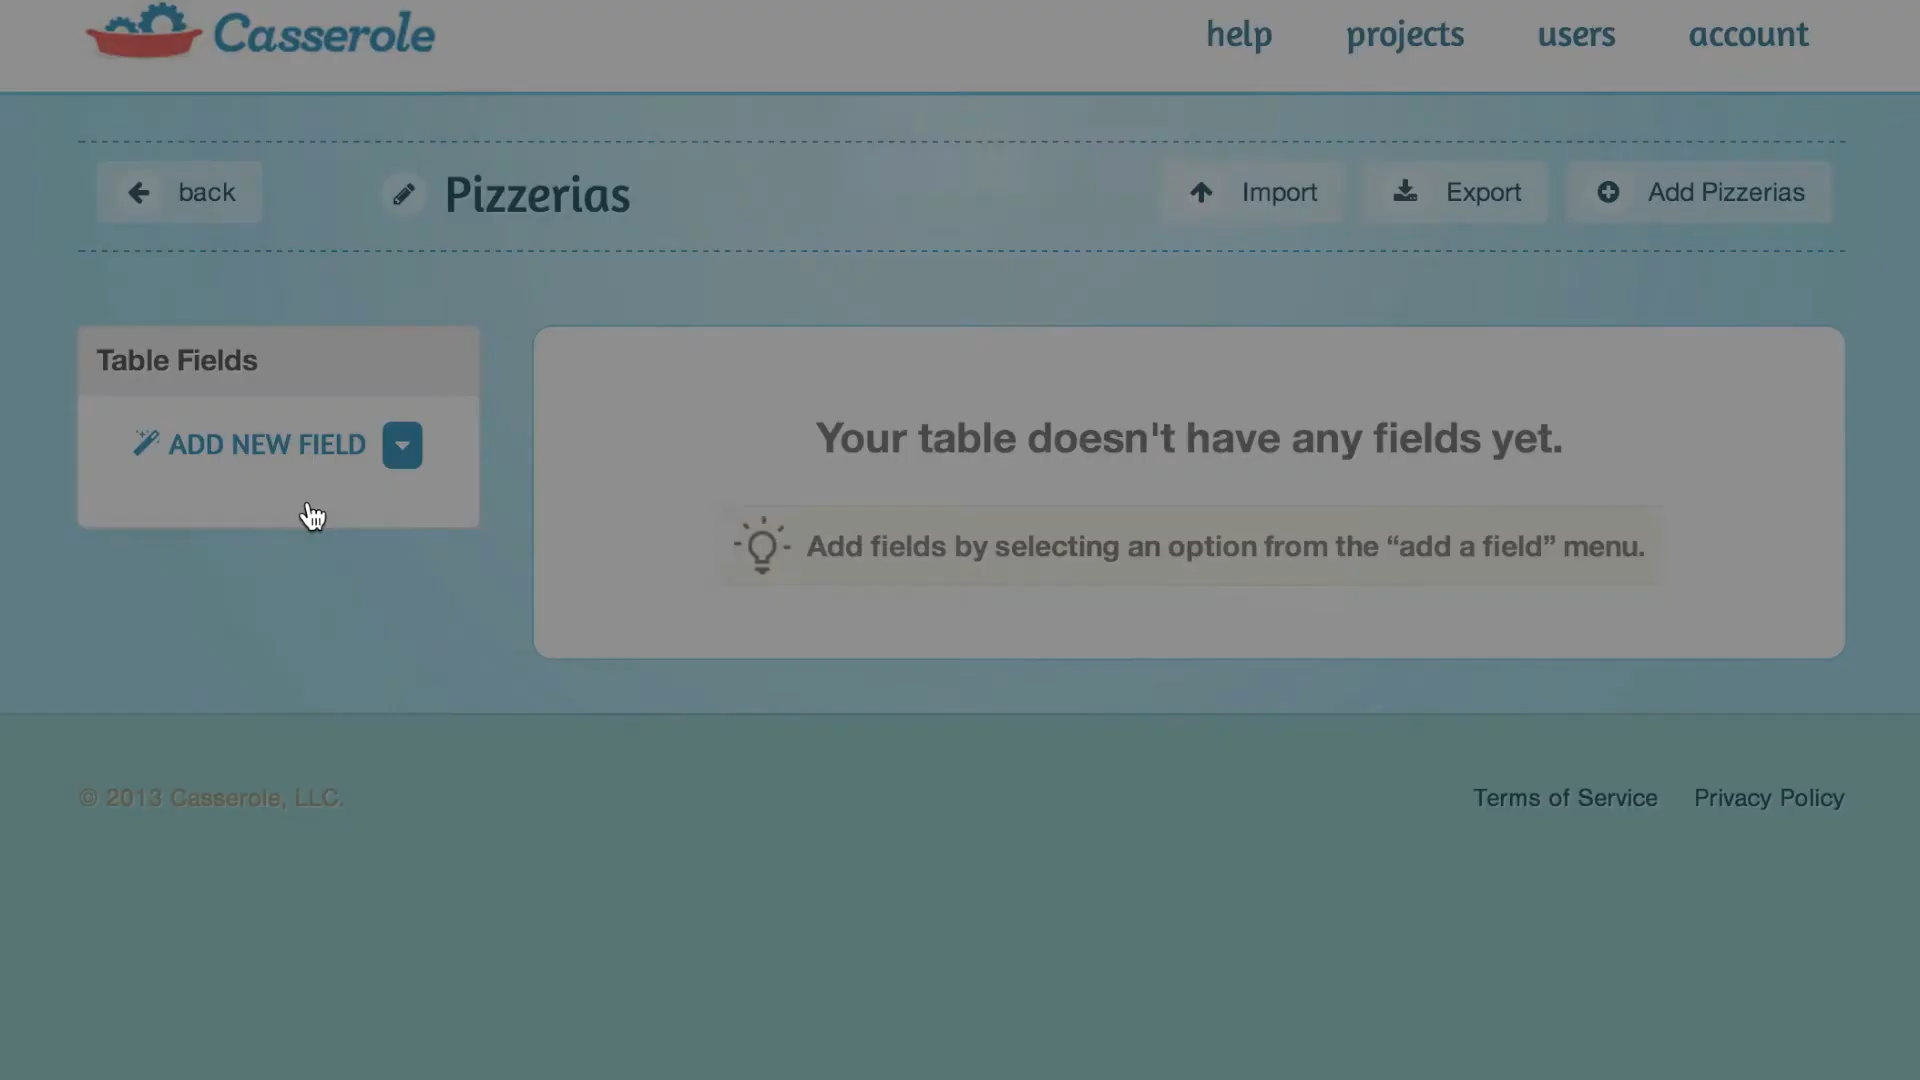 Casserole
help projects users account
back
Pizzerias
Import
Export
Add Pizzerias
Table Fields
ADD NEW FIELD
Your table doesn't have any fields yet.
Add fields by selecting an option from the “add a field” menu.
© 2013 Casserole, LLC.
Terms of Service
Privacy Policy